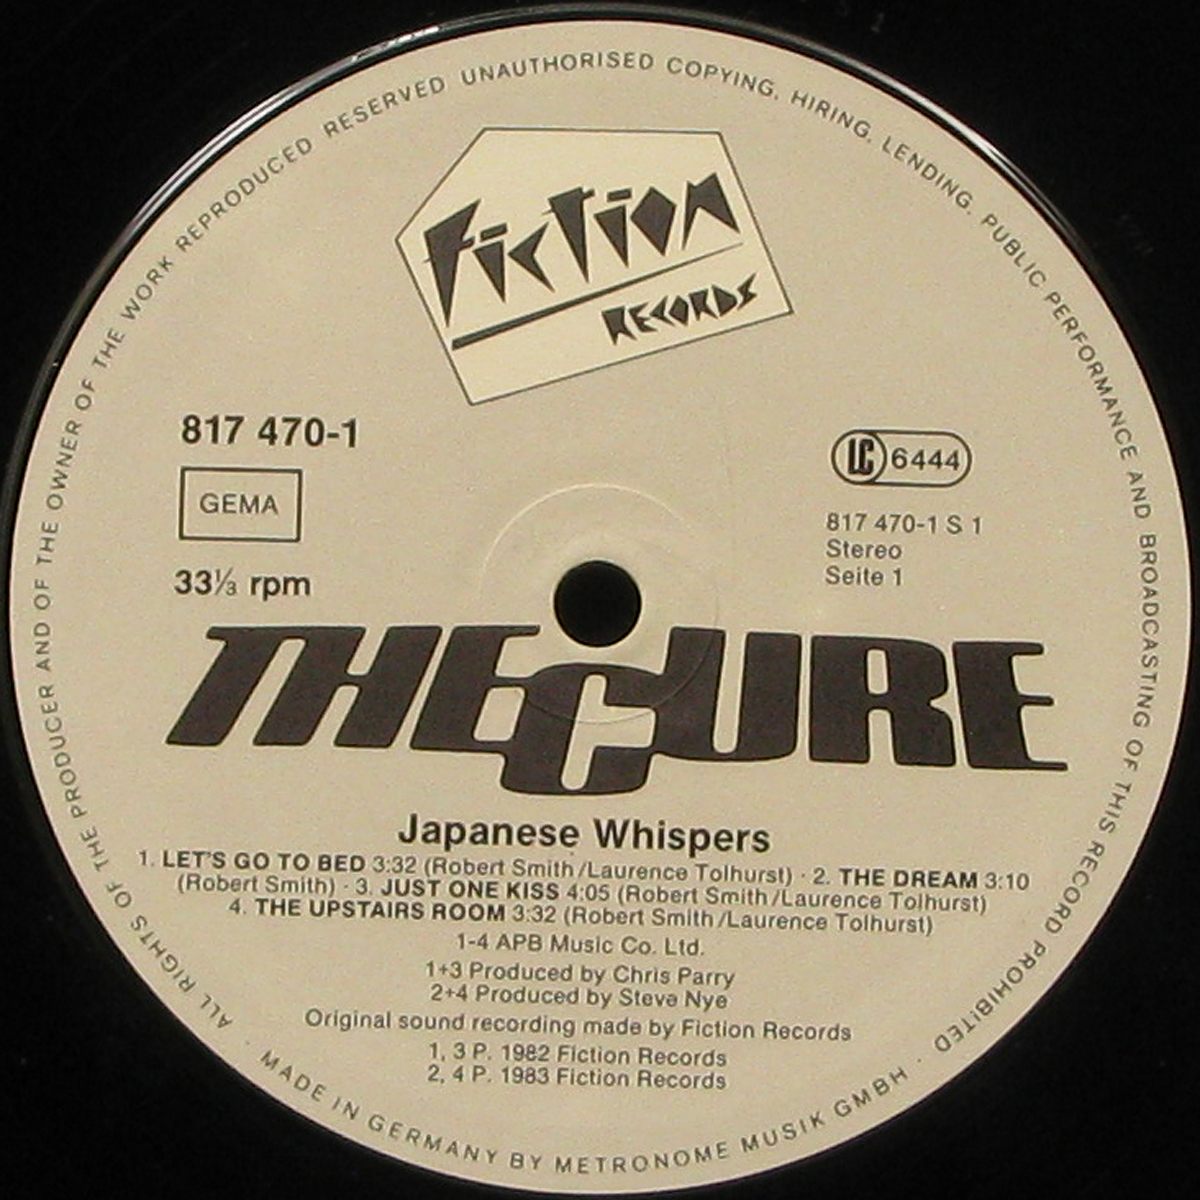 ALL RIGHTS OF THE PRODUCER AND OF THE OWNER OF THE WORK REPRODUCED RESERVED UNAUTHORISED COPYING, HIRING, LENDING, PUBLIC PERFORMANCE AND BROADCASTING OF THIS RECORD PROHIBITED · MADE IN GERMANY BY METRONOME MUSIK GMBH ·
Fiction
RECORDS
817 470-1
GEMA
33⅓ rpm
LC 6444
817 470-1 S 1
Stereo
Seite 1
THE CURE
Japanese Whispers
1. LET'S GO TO BED 3:32 (Robert Smith/Laurence Tolhurst) · 2. THE DREAM 3:10
(Robert Smith) · 3. JUST ONE KISS 4:05 (Robert Smith/Laurence Tolhurst)
4. THE UPSTAIRS ROOM 3:32 (Robert Smith/Laurence Tolhurst)
1-4 APB Music Co. Ltd.
1+3 Produced by Chris Parry
2+4 Produced by Steve Nye
Original sound recording made by Fiction Records
1, 3 P. 1982 Fiction Records
2, 4 P. 1983 Fiction Records